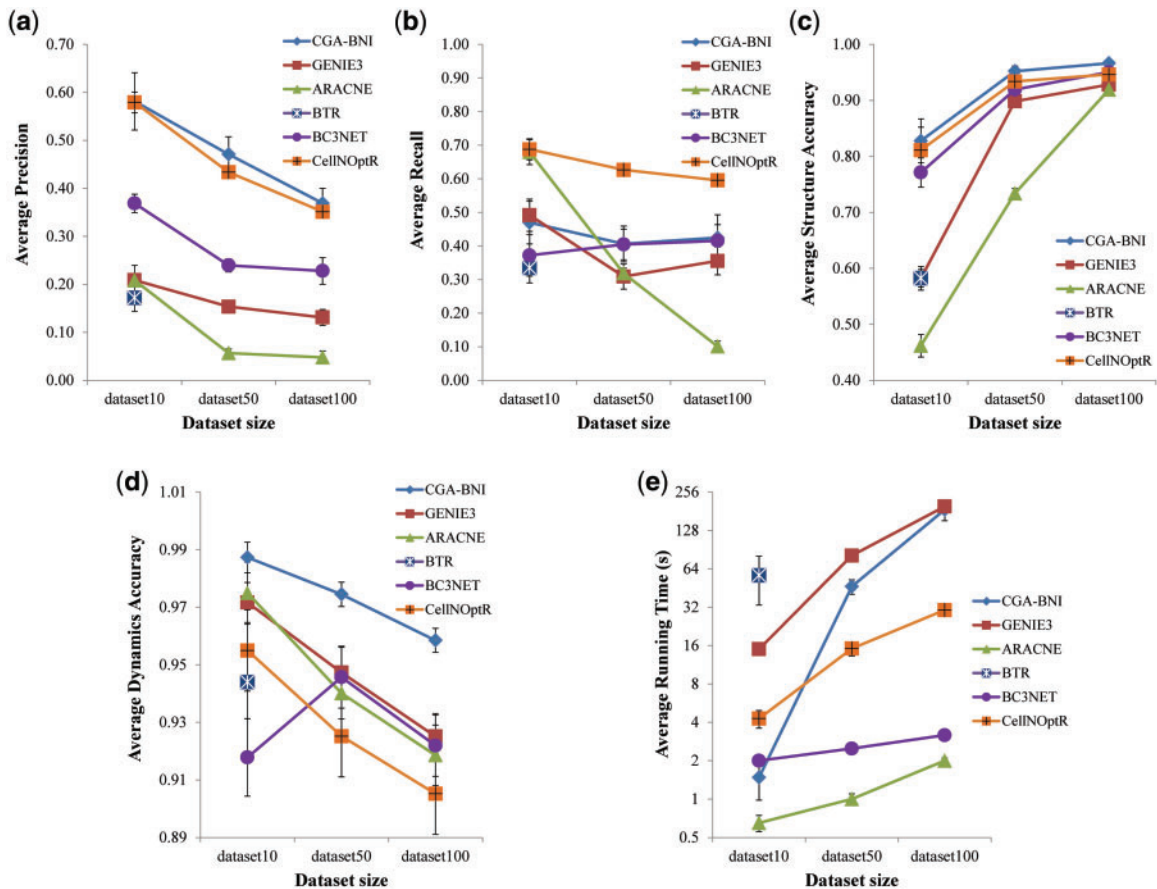 (a)
0.70
0.60
0.50
0.40
0.30
0.20
0.10
0.00
Average Precision
dataset10 dataset50 dataset100
Dataset size
CGA-BNI
GENIE3
ARACNE
BTR
BC3NET
CellNOptR
(b)
1.00
0.90
0.80
0.70
0.60
0.50
0.40
0.30
0.20
0.10
0.00
Average Recall
dataset10 dataset50 dataset100
Dataset size
CGA-BNI
GENIE3
ARACNE
BTR
BC3NET
CellNOptR
(c)
1.00
0.90
0.80
0.70
0.60
0.50
0.40
Average Structure Accuracy
dataset10 dataset50 dataset100
Dataset size
CGA-BNI
GENIE3
ARACNE
BTR
BC3NET
CellNOptR
(d)
1.01
0.99
0.97
0.95
0.93
0.91
0.89
Average Dynamics Accuracy
dataset10 dataset50 dataset100
Dataset size
CGA-BNI
GENIE3
ARACNE
BTR
BC3NET
CellNOptR
(e)
256
128
64
32
16
8
4
2
1
0.5
Average Running Time (s)
dataset10 dataset50 dataset100
Dataset size
CGA-BNI
GENIE3
ARACNE
BTR
BC3NET
CellNOptR